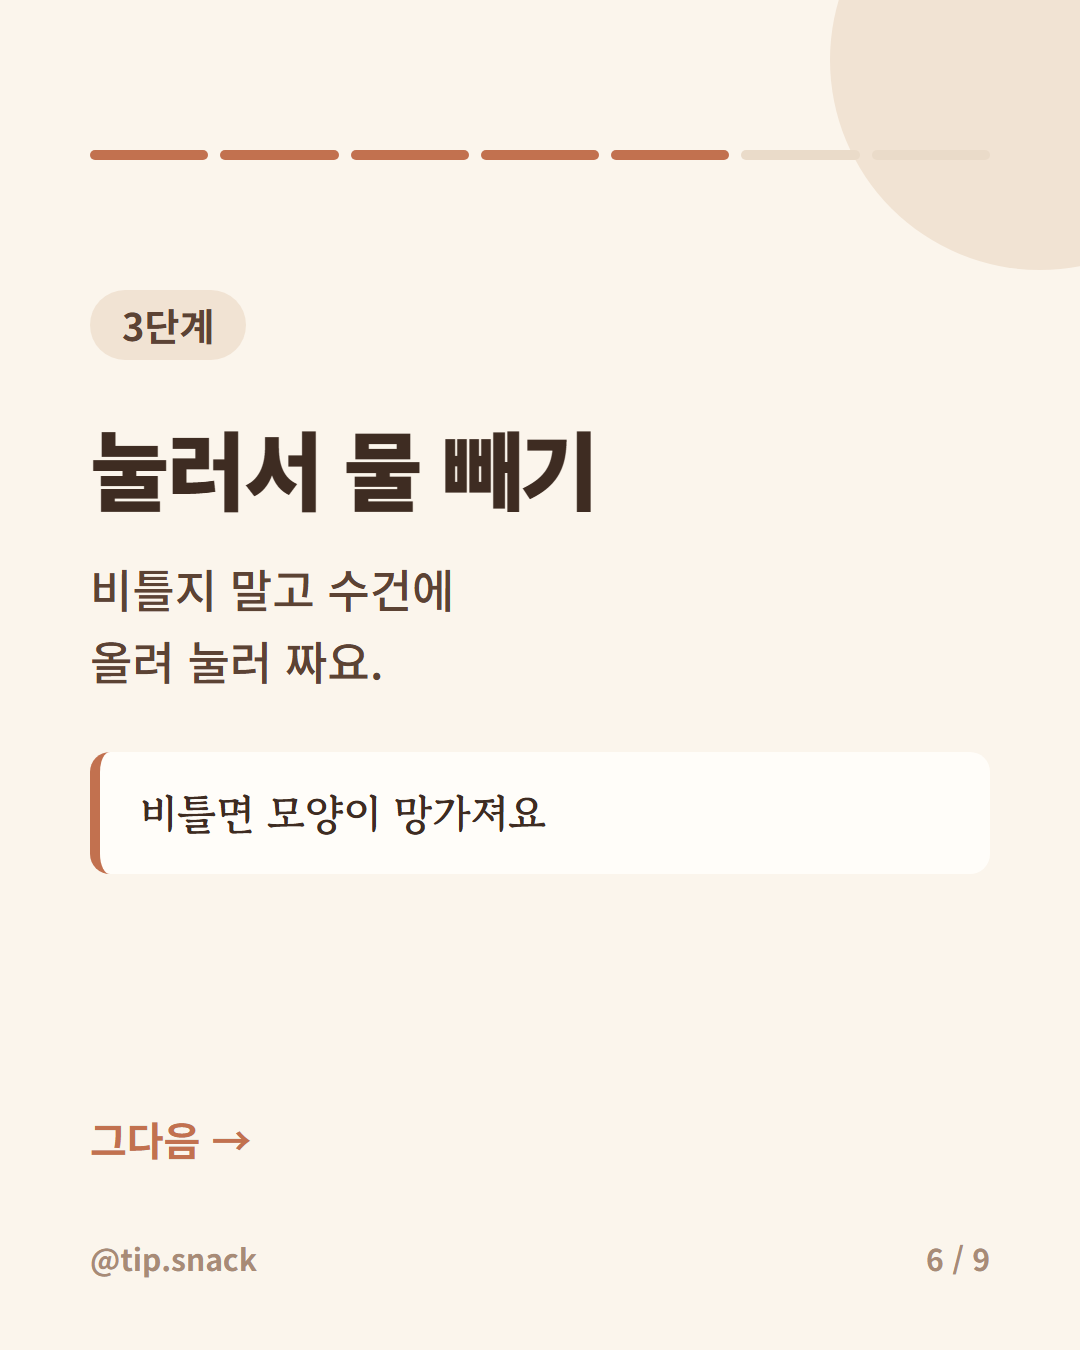 3단계
눌러서 물 빼기
비틀지 말고 수건에
올려 눌러 짜요.
비틀면 모양이 망가져요
그다음 →
@tip.snack
6 / 9